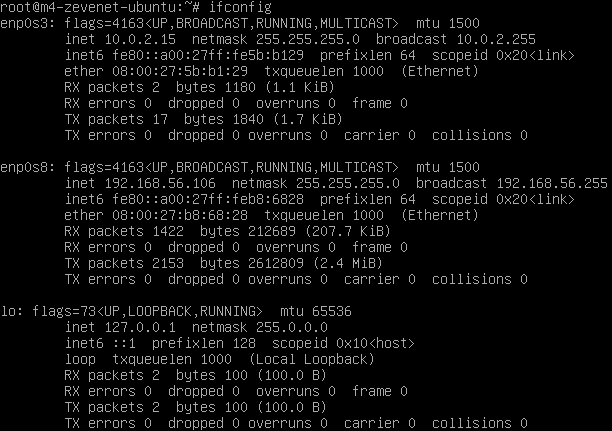 root@m4-zevenet-ubuntu:~# ifconfig
enp0s3: flags=4163<UP,BROADCAST,RUNNING,MULTICAST>  mtu 1500
        inet 10.0.2.15  netmask 255.255.255.0  broadcast 10.0.2.255
        inet6 fe80::a00:27ff:fe5b:b129  prefixlen 64  scopeid 0x20<link>
        ether 08:00:27:5b:b1:29  txqueuelen 1000  (Ethernet)
        RX packets 2  bytes 1180 (1.1 KiB)
        RX errors 0  dropped 0  overruns 0  frame 0
        TX packets 17  bytes 1840 (1.7 KiB)
        TX errors 0  dropped 0 overruns 0  carrier 0  collisions 0

enp0s8: flags=4163<UP,BROADCAST,RUNNING,MULTICAST>  mtu 1500
        inet 192.168.56.106  netmask 255.255.255.0  broadcast 192.168.56.255
        inet6 fe80::a00:27ff:feb8:6828  prefixlen 64  scopeid 0x20<link>
        ether 08:00:27:b8:68:28  txqueuelen 1000  (Ethernet)
        RX packets 1422  bytes 212689 (207.7 KiB)
        RX errors 0  dropped 0  overruns 0  frame 0
        TX packets 2153  bytes 2612809 (2.4 MiB)
        TX errors 0  dropped 0 overruns 0  carrier 0  collisions 0

lo: flags=73<UP,LOOPBACK,RUNNING>  mtu 65536
        inet 127.0.0.1  netmask 255.0.0.0
        inet6 ::1  prefixlen 128  scopeid 0x10<host>
        loop  txqueuelen 1000  (Local Loopback)
        RX packets 2  bytes 100 (100.0 B)
        RX errors 0  dropped 0  overruns 0  frame 0
        TX packets 2  bytes 100 (100.0 B)
        TX errors 0  dropped 0 overruns 0  carrier 0  collisions 0